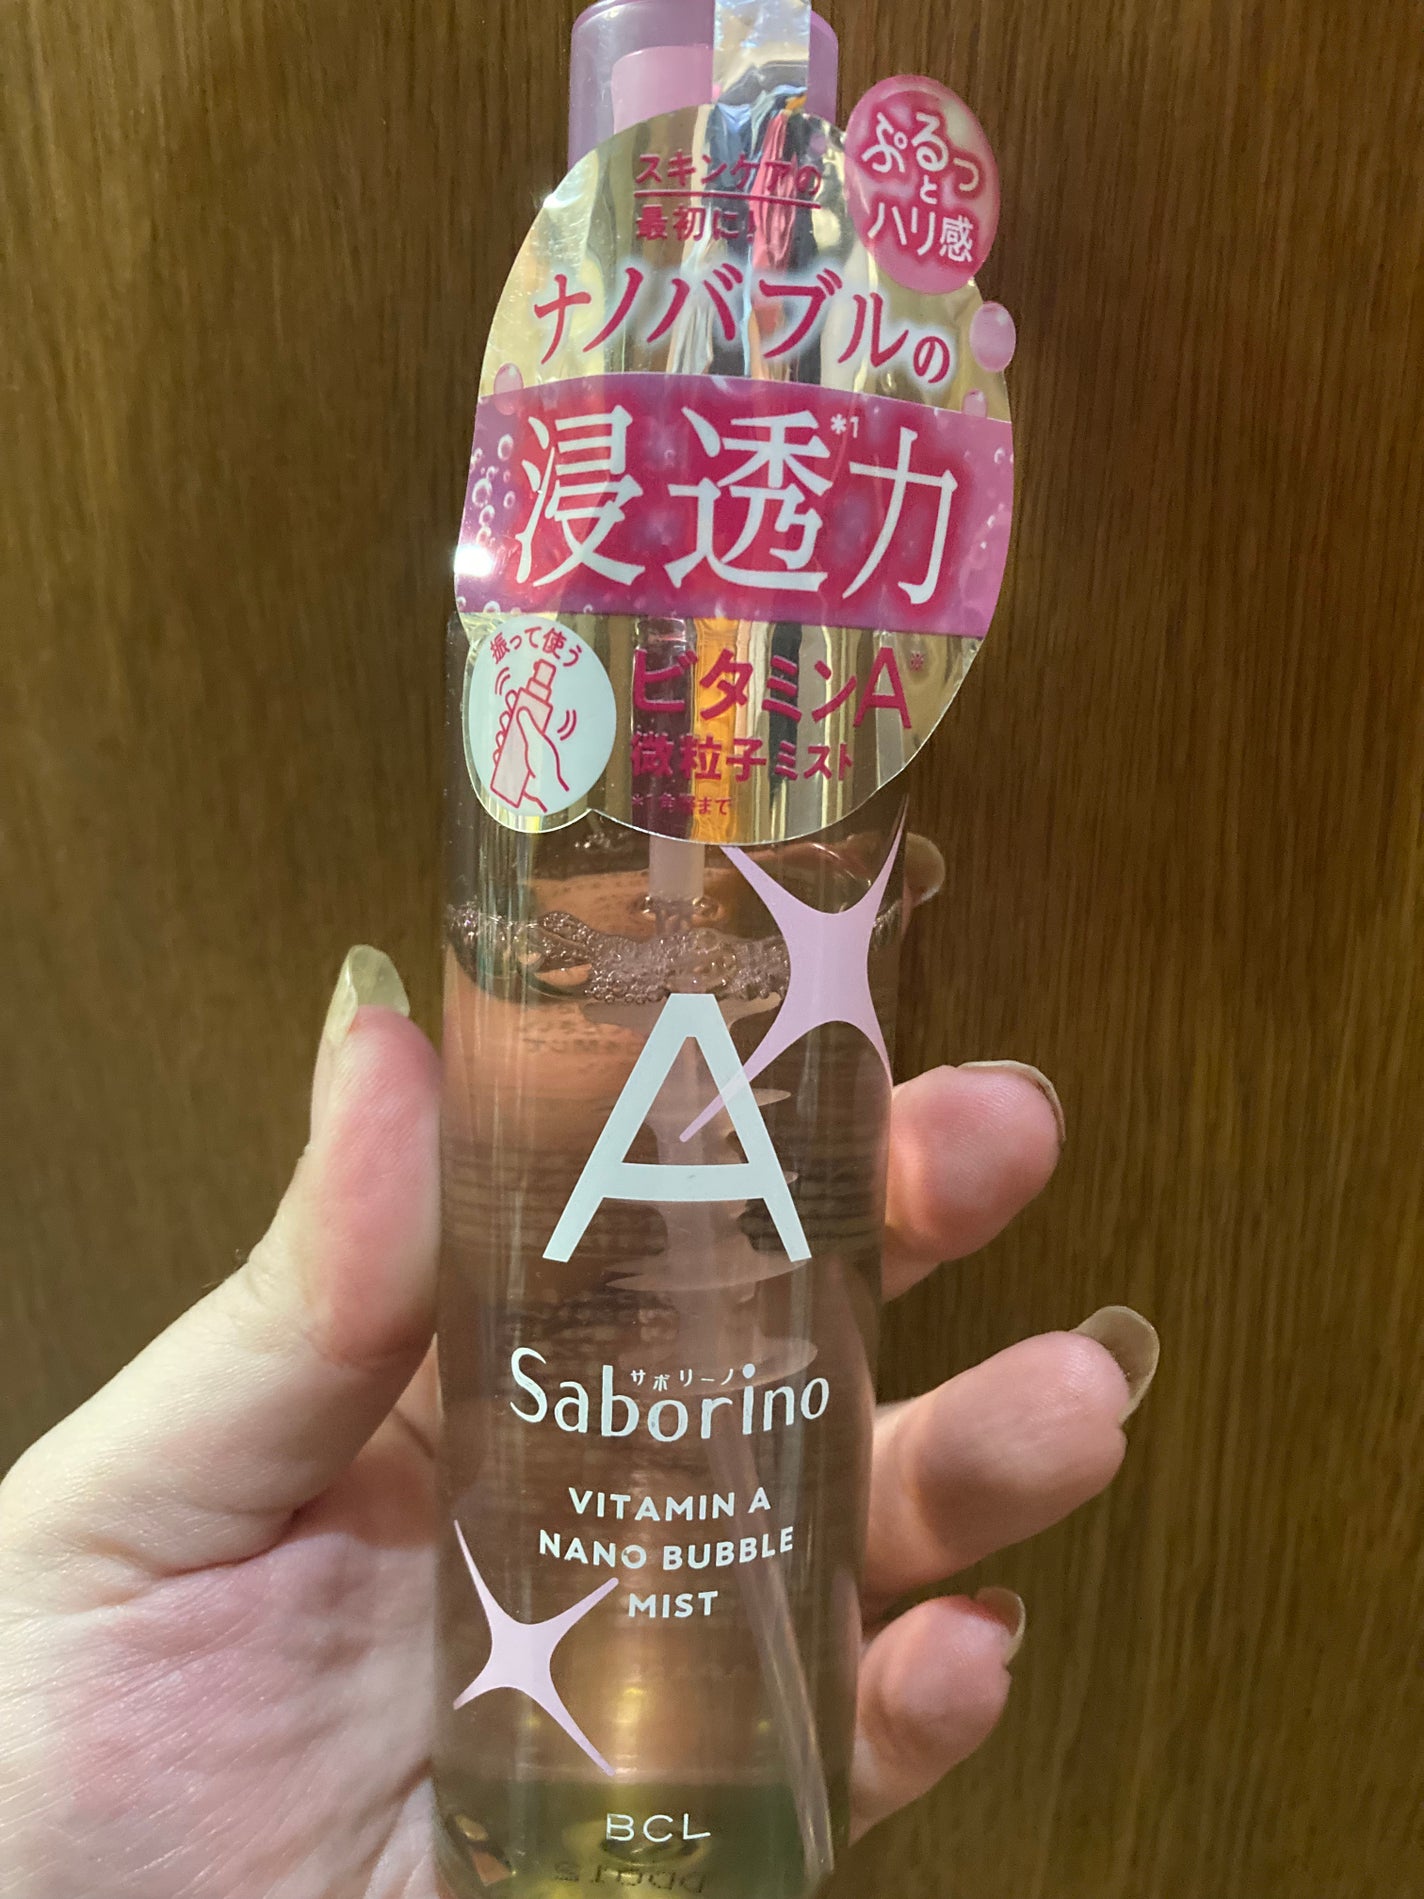 スキンケアの
最初に!
ぷるっ
と
ハリ感
ナノバブルの
浸透力*1
振って使う
ビタミンA*
微粒子ミスト
A
サボリーノ
Saborino
VITAMIN A
NANO BUBBLE
MIST
BCL